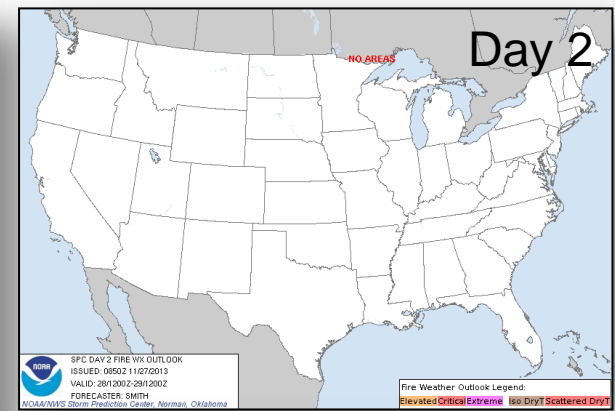 Day 2
NO AREAS
NOAA
SPC DAY 2 FIRE WX OUTLOOK
ISSUED: 0850Z 11/27/2013
VALID: 28/1200Z-29/1200Z
FORECASTER: SMITH
NOAA/NWS Storm Prediction Center, Norman, Oklahoma
Fire Weather Outlook Legend:
Elevated Critical Extreme Iso DryT Scattered DryT